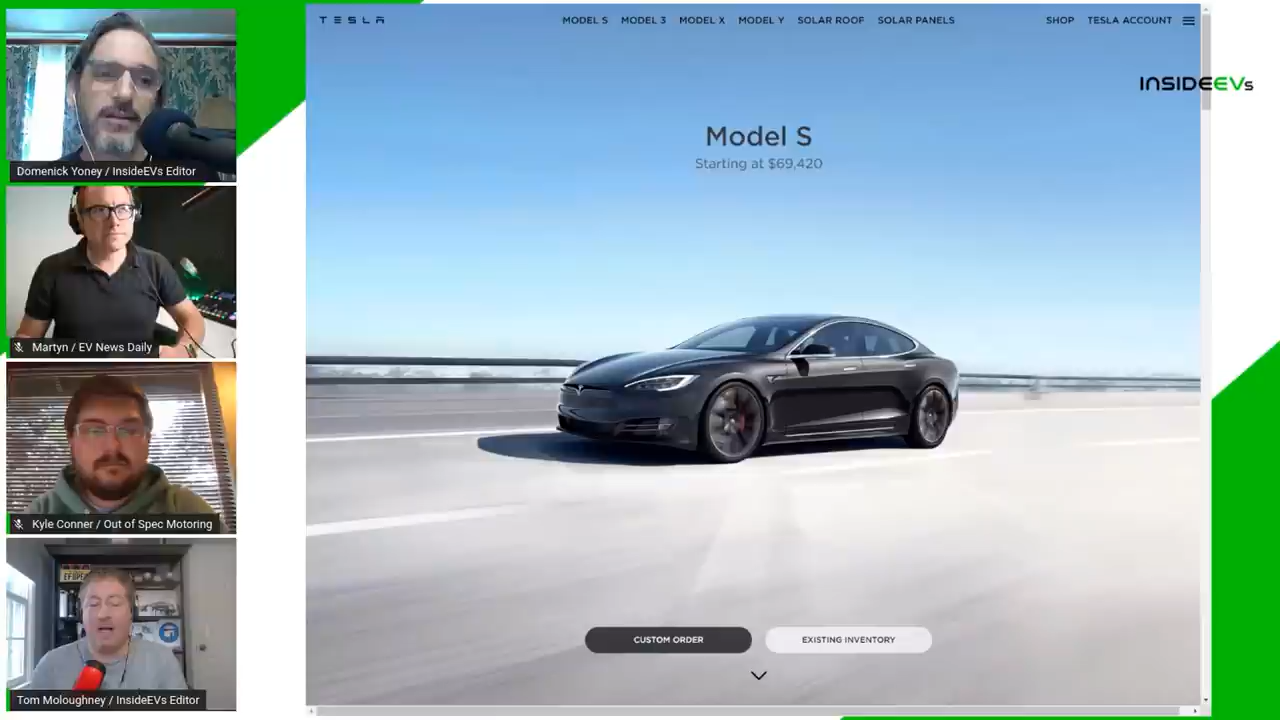 TESLA
MODEL S MODEL 3 MODEL X MODEL Y SOLAR ROOF SOLAR PANELS
SHOP TESLA ACCOUNT
INSIDEEVs
Model S
Starting at $69,420
Domenick Yoney / InsideEVs Editor
Martyn / EV News Daily
Kyle Conner / Out of Spec Motoring
Tom Moloughney / InsideEVs Editor
CUSTOM ORDER
EXISTING INVENTORY